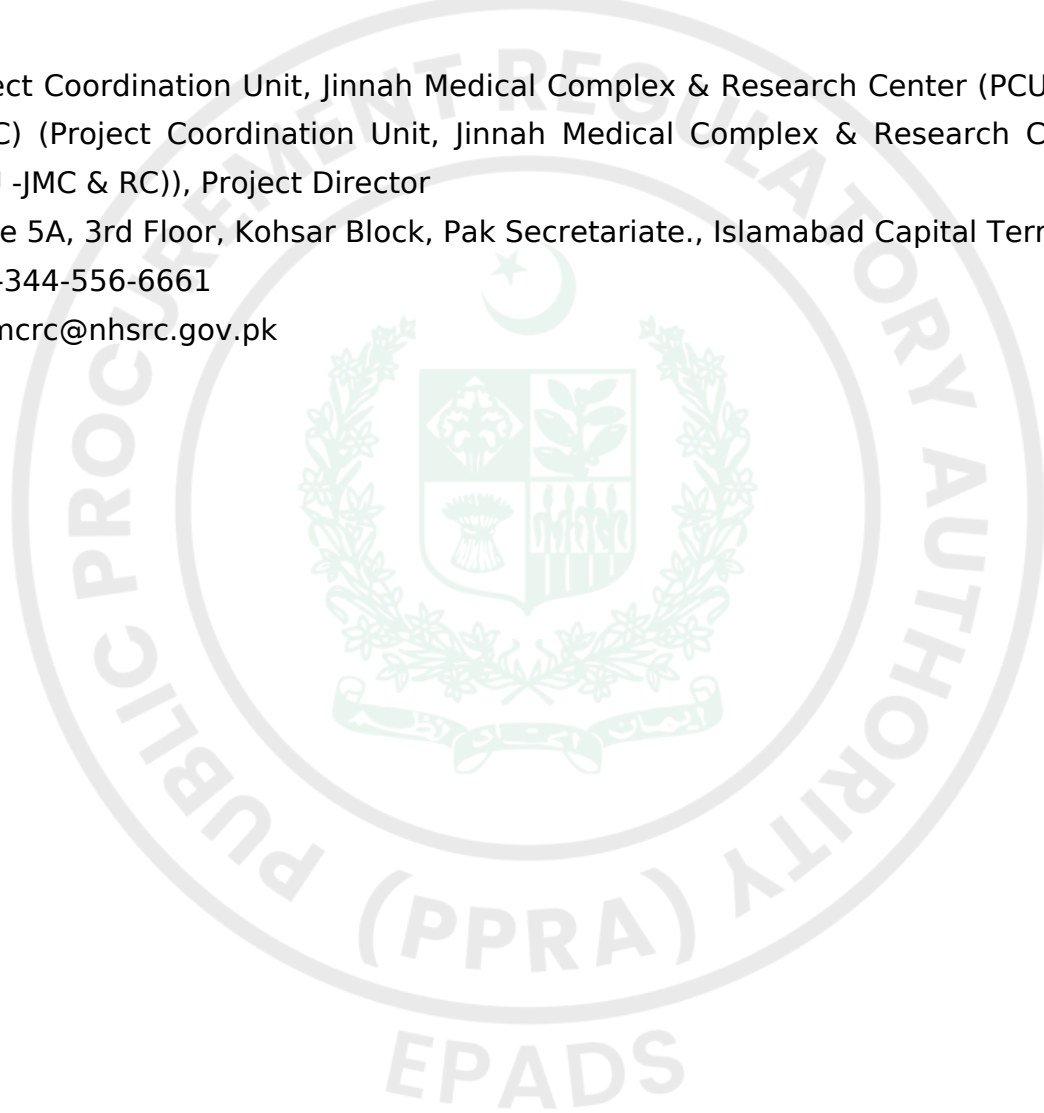 ect Coordination Unit, Jinnah Medical Complex & Research Center (PCU
C) (Project Coordination Unit, Jinnah Medical Complex & Research C
-JMC & RC)), Project Director
e 5A, 3rd Floor, Kohsar Block, Pak Secretariate., Islamabad Capital Terr
-344-556-6661
mcrc@nhsrc.gov.pk
PUBLIC PROCUREMENT REGULATORY AUTHORITY
(PPRA)
EPADS